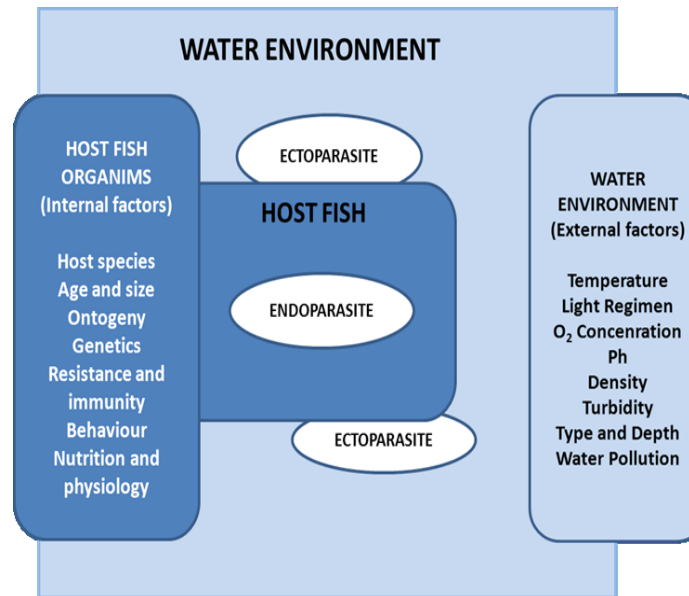 WATER ENVIRONMENT
HOST FISH
ORGANIMS
(Internal factors)
Host species
Age and size
Ontogeny
Genetics
Resistance and
immunity
Behaviour
Nutrition and
physiology
ECTOPARASITE
HOST FISH
ENDOPARASITE
ECTOPARASITE
WATER
ENVIRONMENT
(External factors)
Temperature
Light Regimen
O₂ Concenration
Ph
Density
Turbidity
Type and Depth
Water Pollution